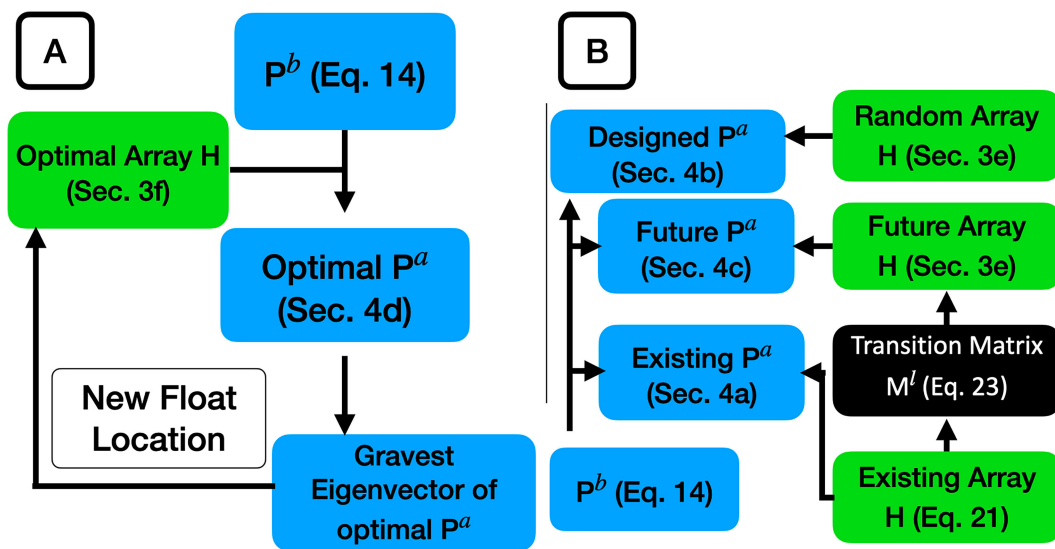 A
P^b (Eq. 14)
Optimal Array H
(Sec. 3f)
Optimal P^a
(Sec. 4d)
New Float
Location
Gravest
Eigenvector of
optimal P^a
B
Designed P^a
(Sec. 4b)
Random Array
H (Sec. 3e)
Future P^a
(Sec. 4c)
Future Array
H (Sec. 3e)
Existing P^a
(Sec. 4a)
Transition Matrix
M^l (Eq. 23)
P^b (Eq. 14)
Existing Array
H (Eq. 21)